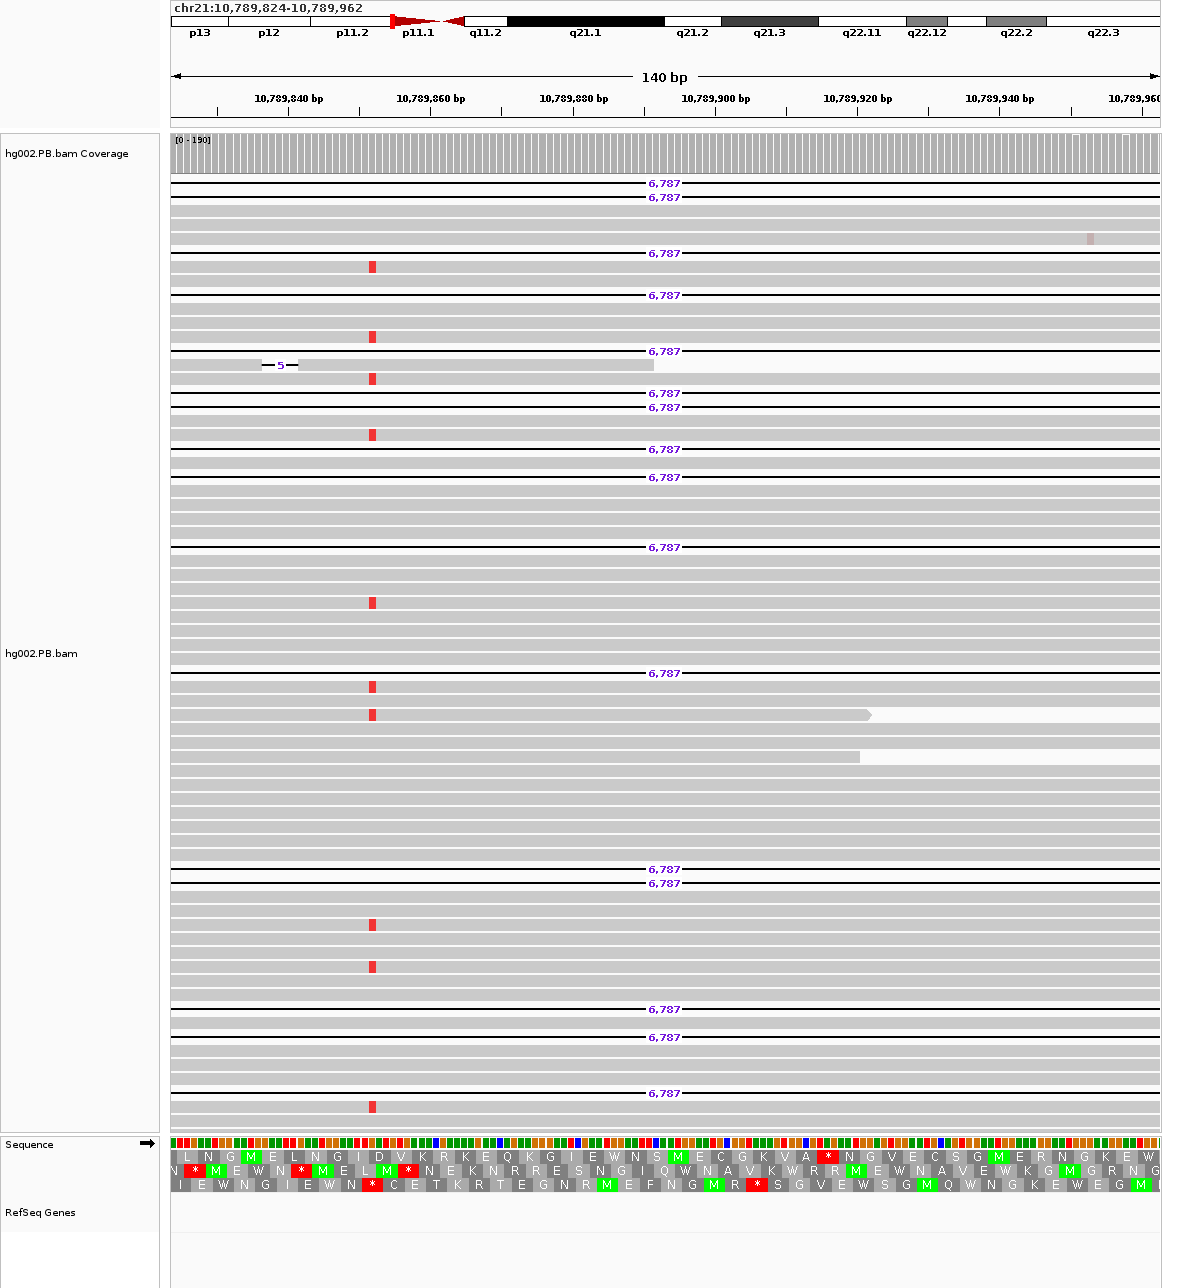 chr21:10,789,824-10,789,962
p13 p12 p11.2 p11.1 q11.2 q21.1 q21.2 q21.3 q22.11 q22.12 q22.2 q22.3
140 bp
10,789,840 bp 10,789,860 bp 10,789,880 bp 10,789,900 bp 10,789,920 bp 10,789,940 bp 10,789,960
[0 - 190]
hg002.PB.bam Coverage
6,787
6,787
6,787
6,787
6,787
5
6,787
6,787
6,787
6,787
6,787
hg002.PB.bam
6,787
6,787
6,787
6,787
6,787
6,787
Sequence
L N G M E L N G I D V K R K E Q K G I E W N S M E C G K V A * N G V E C S G M E R N G K E W
N * M E W N * M E L M * N E K N R R E S N G I Q W N A V K W R R M E W N A V E W K G M G R N G
I E W N G I E W N * C E T K R T E G N R M E F N G M R * S G V E W S G M Q W N G K E W E G M
RefSeq Genes